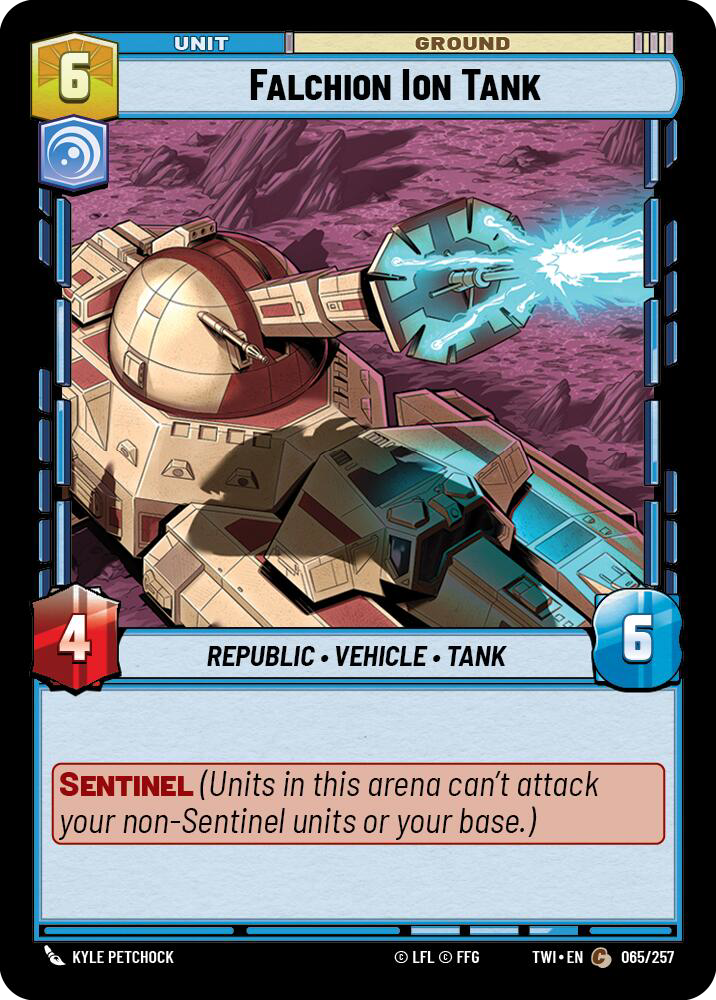 UNIT
GROUND
6
FALCHION ION TANK
4
REPUBLIC • VEHICLE • TANK
6
SENTINEL (Units in this arena can't attack
your non-Sentinel units or your base.)
KYLE PETCHOCK
© LFL © FFG
TWI • EN C 065/257